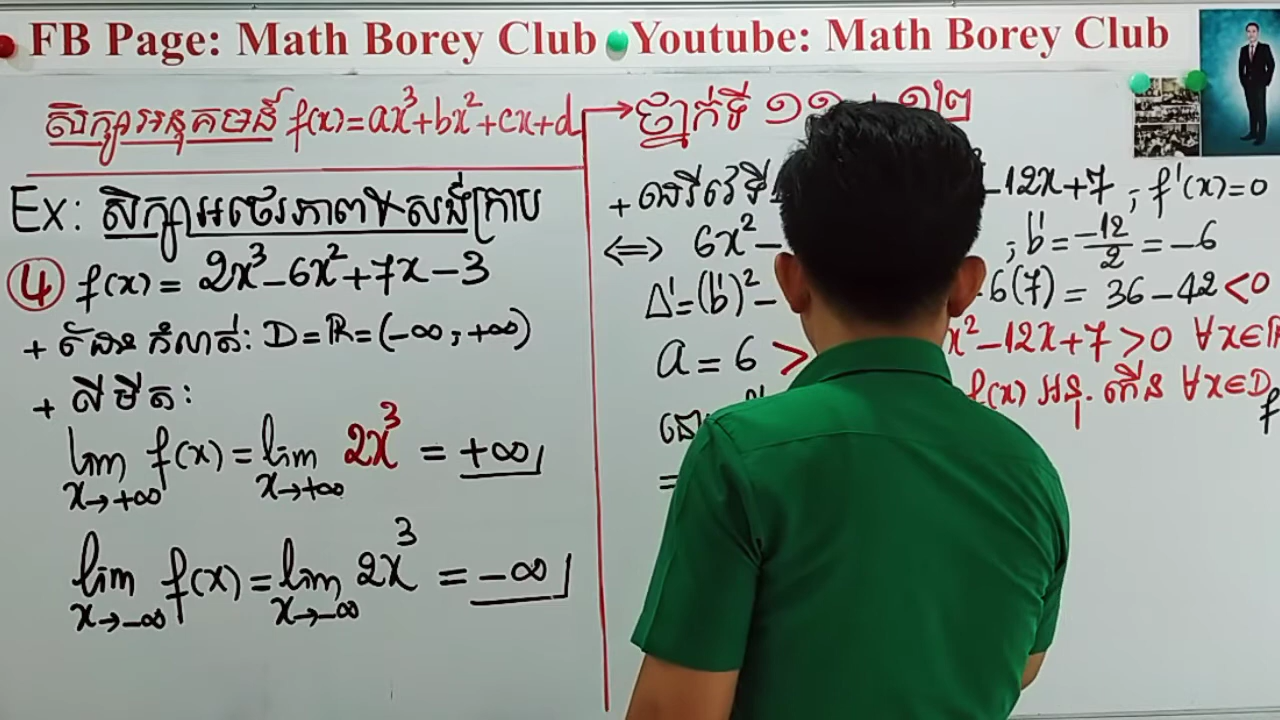 FB Page: Math Borey Club Youtube: Math Borey Club
សិក្សាអនុគមន៍ f(x)=ax³+bx²+cx+d
Ex: សិក្សាអថេរភាព & សង់ក្រាប
④ f(x) = 2x³-6x²+7x-3
+ ដែនកំណត់: D=ℝ=(-∞, +∞)
+ លីមីត:
lim x→+∞ f(x) = lim x→+∞ 2x³ = +∞
lim x→-∞ f(x) = lim x→-∞ 2x³ = -∞
ថ្នាក់ទី ១១ ១២
+ ដេរីវេទី -12x+7 , f'(x)=0
⟺ 6x²- , b' = -12/2 = -6
Δ'=(b')²- 6(7) = 36-42<0
a = 6 > x²-12x+7>0 ∀x∈
f(x) អនុ. កើន ∀x∈D
=
f